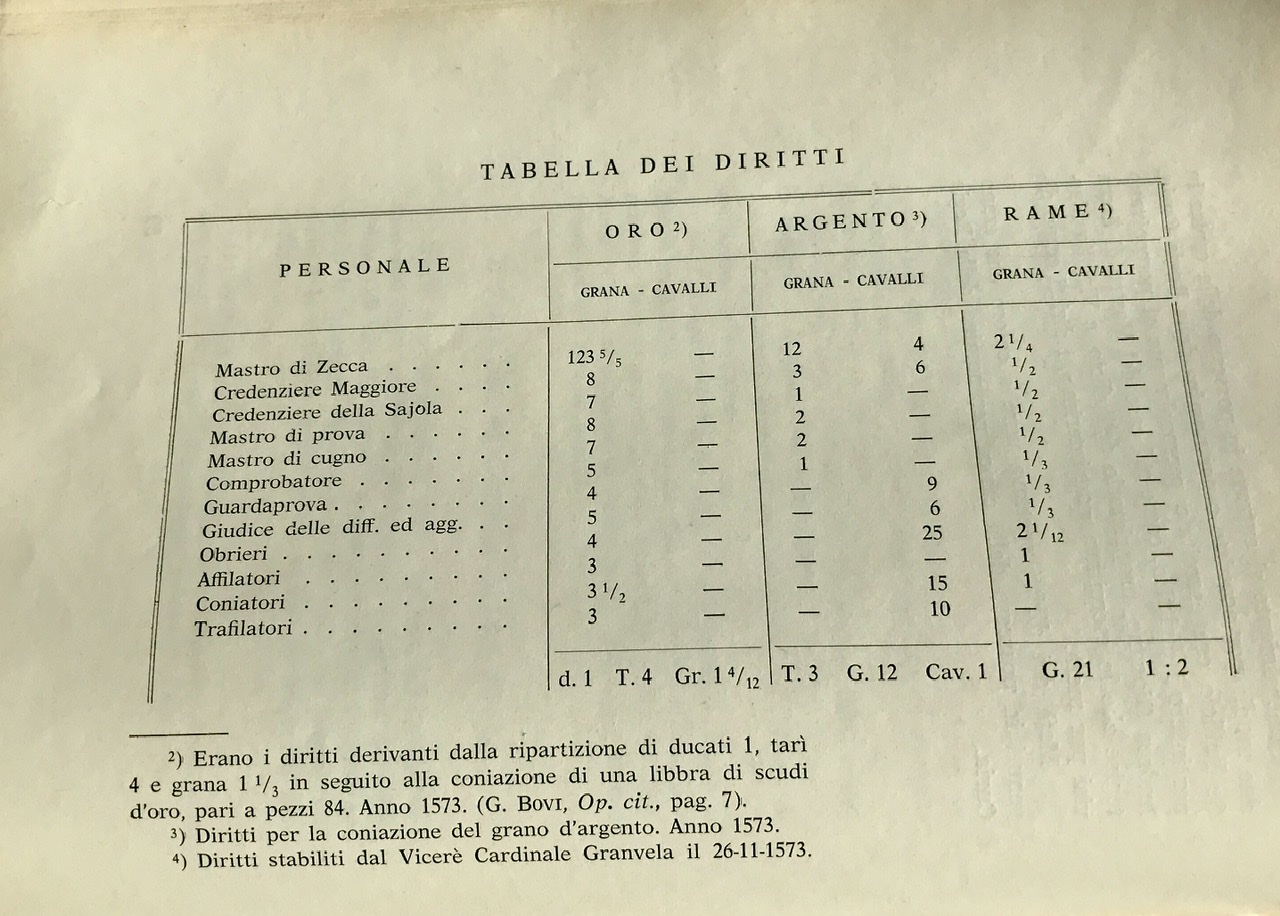 TABELLA DEI DIRITTI
PERSONALE ORO ²) ARGENTO ³) RAME ⁴)
GRANA - CAVALLI GRANA - CAVALLI GRANA - CAVALLI
Mastro di Zecca . . . . . . 123 5/5 — 12 4 2 1/4 —
Credenziere Maggiore . . . . 8 — 3 6 1/2 —
Credenziere della Sajola . . . 7 — 1 — 1/2 —
Mastro di prova . . . . . . 8 — 2 — 1/2 —
Mastro di cugno . . . . . . 7 — 2 — 1/2 —
Comprobatore . . . . . . . 5 — 1 — 1/3 —
Guardaprova . . . . . . . . 4 — — 9 1/3 —
Giudice delle diff. ed agg. . . 5 — — 6 1/3 —
Obrieri . . . . . . . . . . 4 — — 25 2 1/12 —
Affilatori . . . . . . . . . 3 — — — 1 —
Coniatori . . . . . . . . . 3 1/2 — — 15 1 —
Trafilatori . . . . . . . . . 3 — — 10 — —
d. 1 T. 4 Gr. 1 4/12 T. 3 G. 12 Cav. 1 G. 21 1 : 2
²) Erano i diritti derivanti dalla ripartizione di ducati 1, tarì
4 e grana 1 1/3 in seguito alla coniazione di una libbra di scudi
d'oro, pari a pezzi 84. Anno 1573. (G. BOVI, Op. cit., pag. 7).
³) Diritti per la coniazione del grano d'argento. Anno 1573.
⁴) Diritti stabiliti dal Vicerè Cardinale Granvela il 26-11-1573.